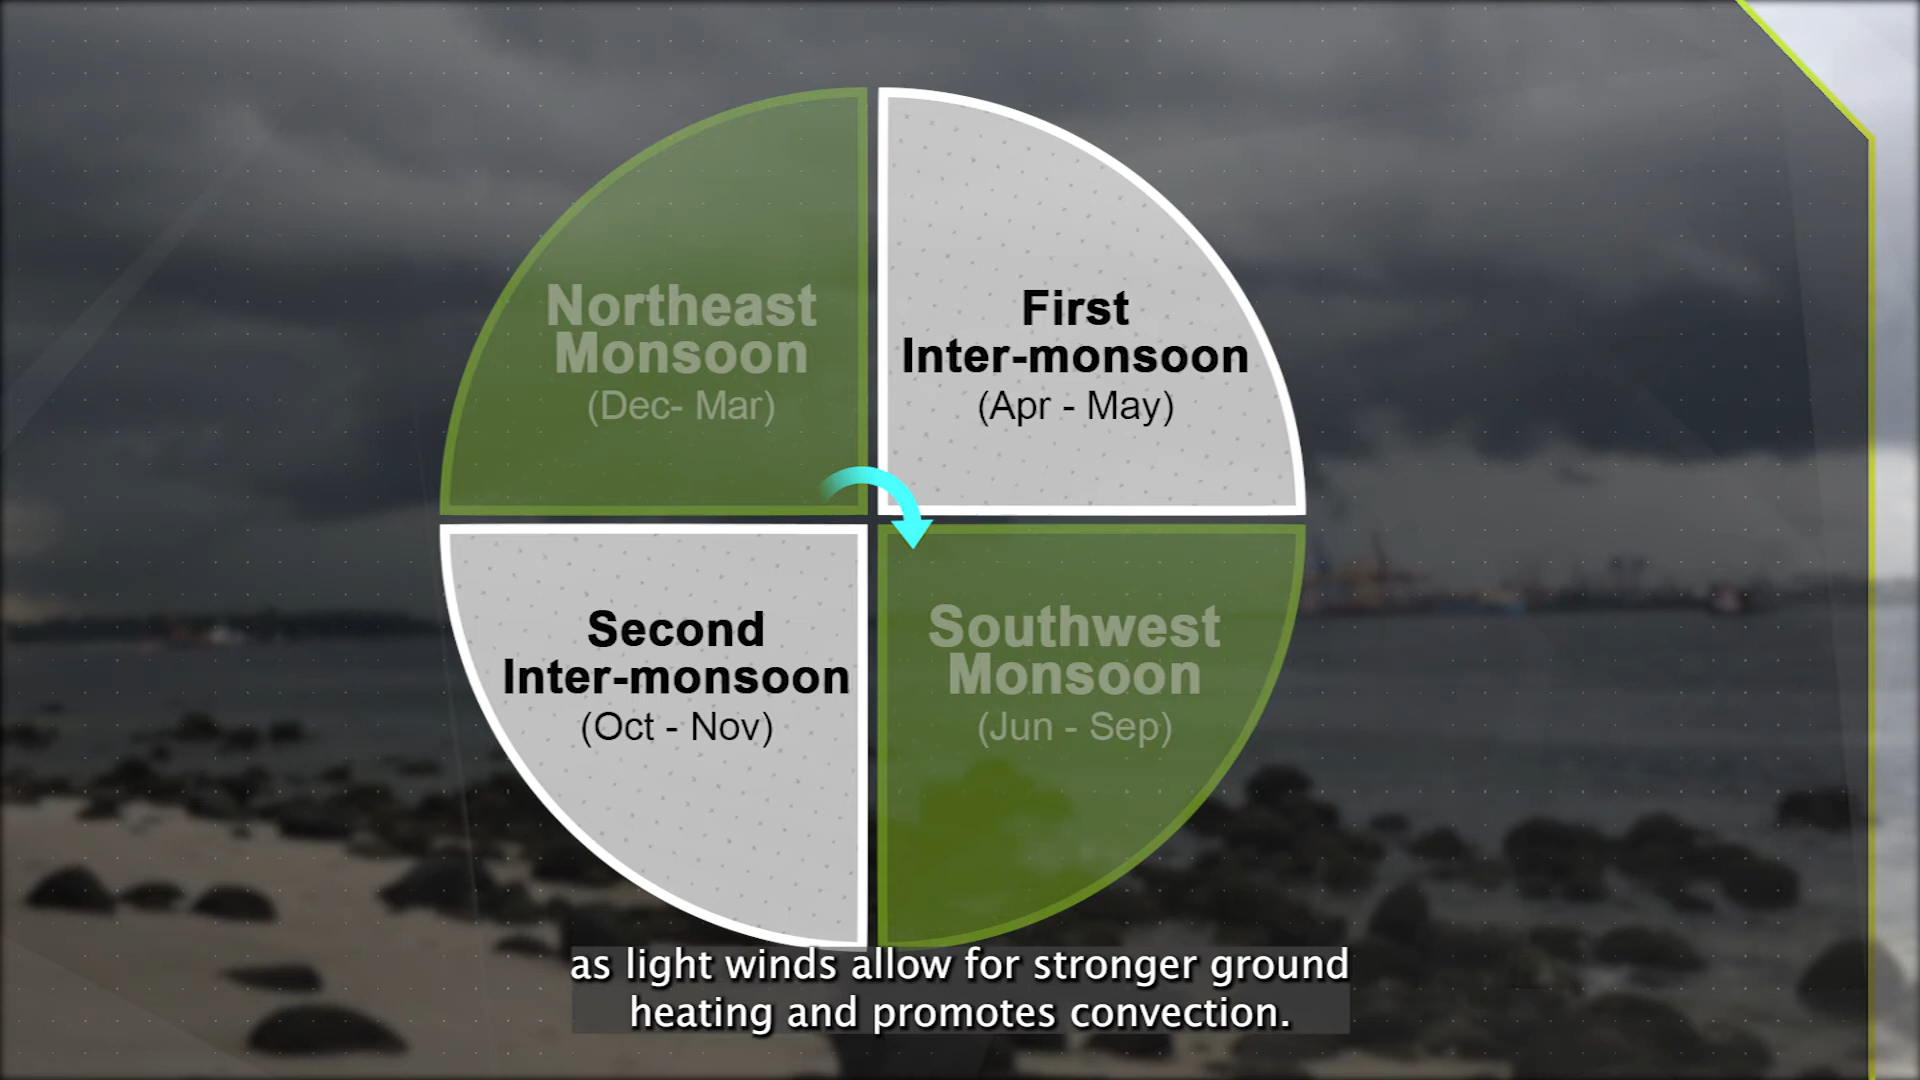 Northeast
Monsoon
(Dec- Mar)
First
Inter-monsoon
(Apr - May)
Second
Inter-monsoon
(Oct - Nov)
Southwest
Monsoon
(Jun - Sep)
as light winds allow for stronger ground
heating and promotes convection.